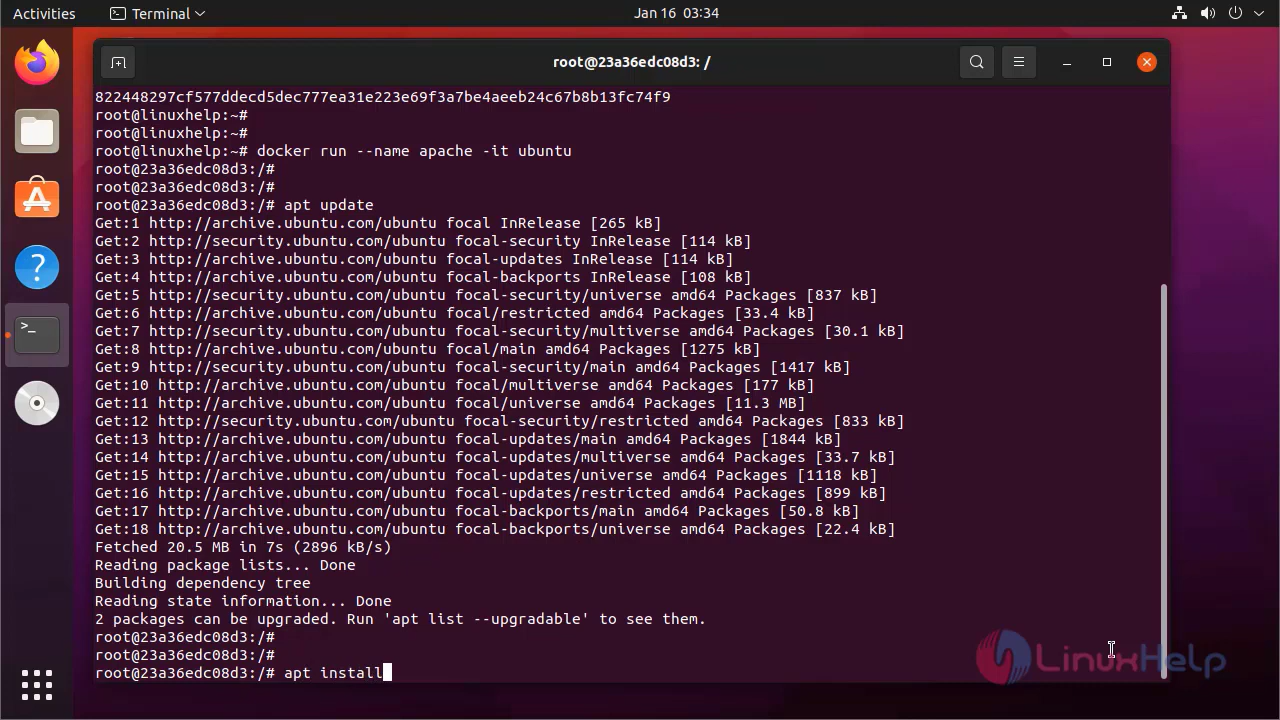 Activities Terminal Jan 16 03:34
root@23a36edc08d3: /
822448297cf577ddecd5dec777ea31e223e69f3a7be4aeeb24c67b8b13fc74f9
root@linuxhelp:~#
root@linuxhelp:~#
root@linuxhelp:~# docker run --name apache -it ubuntu
root@23a36edc08d3:/#
root@23a36edc08d3:/#
root@23a36edc08d3:/# apt update
Get:1 http://archive.ubuntu.com/ubuntu focal InRelease [265 kB]
Get:2 http://security.ubuntu.com/ubuntu focal-security InRelease [114 kB]
Get:3 http://archive.ubuntu.com/ubuntu focal-updates InRelease [114 kB]
Get:4 http://archive.ubuntu.com/ubuntu focal-backports InRelease [108 kB]
Get:5 http://security.ubuntu.com/ubuntu focal-security/universe amd64 Packages [837 kB]
Get:6 http://archive.ubuntu.com/ubuntu focal/restricted amd64 Packages [33.4 kB]
Get:7 http://security.ubuntu.com/ubuntu focal-security/multiverse amd64 Packages [30.1 kB]
Get:8 http://archive.ubuntu.com/ubuntu focal/main amd64 Packages [1275 kB]
Get:9 http://security.ubuntu.com/ubuntu focal-security/main amd64 Packages [1417 kB]
Get:10 http://archive.ubuntu.com/ubuntu focal/multiverse amd64 Packages [177 kB]
Get:11 http://archive.ubuntu.com/ubuntu focal/universe amd64 Packages [11.3 MB]
Get:12 http://security.ubuntu.com/ubuntu focal-security/restricted amd64 Packages [833 kB]
Get:13 http://archive.ubuntu.com/ubuntu focal-updates/main amd64 Packages [1844 kB]
Get:14 http://archive.ubuntu.com/ubuntu focal-updates/multiverse amd64 Packages [33.7 kB]
Get:15 http://archive.ubuntu.com/ubuntu focal-updates/universe amd64 Packages [1118 kB]
Get:16 http://archive.ubuntu.com/ubuntu focal-updates/restricted amd64 Packages [899 kB]
Get:17 http://archive.ubuntu.com/ubuntu focal-backports/main amd64 Packages [50.8 kB]
Get:18 http://archive.ubuntu.com/ubuntu focal-backports/universe amd64 Packages [22.4 kB]
Fetched 20.5 MB in 7s (2896 kB/s)
Reading package lists... Done
Building dependency tree
Reading state information... Done
2 packages can be upgraded. Run 'apt list --upgradable' to see them.
root@23a36edc08d3:/#
root@23a36edc08d3:/#
root@23a36edc08d3:/# apt install
LinuxHelp